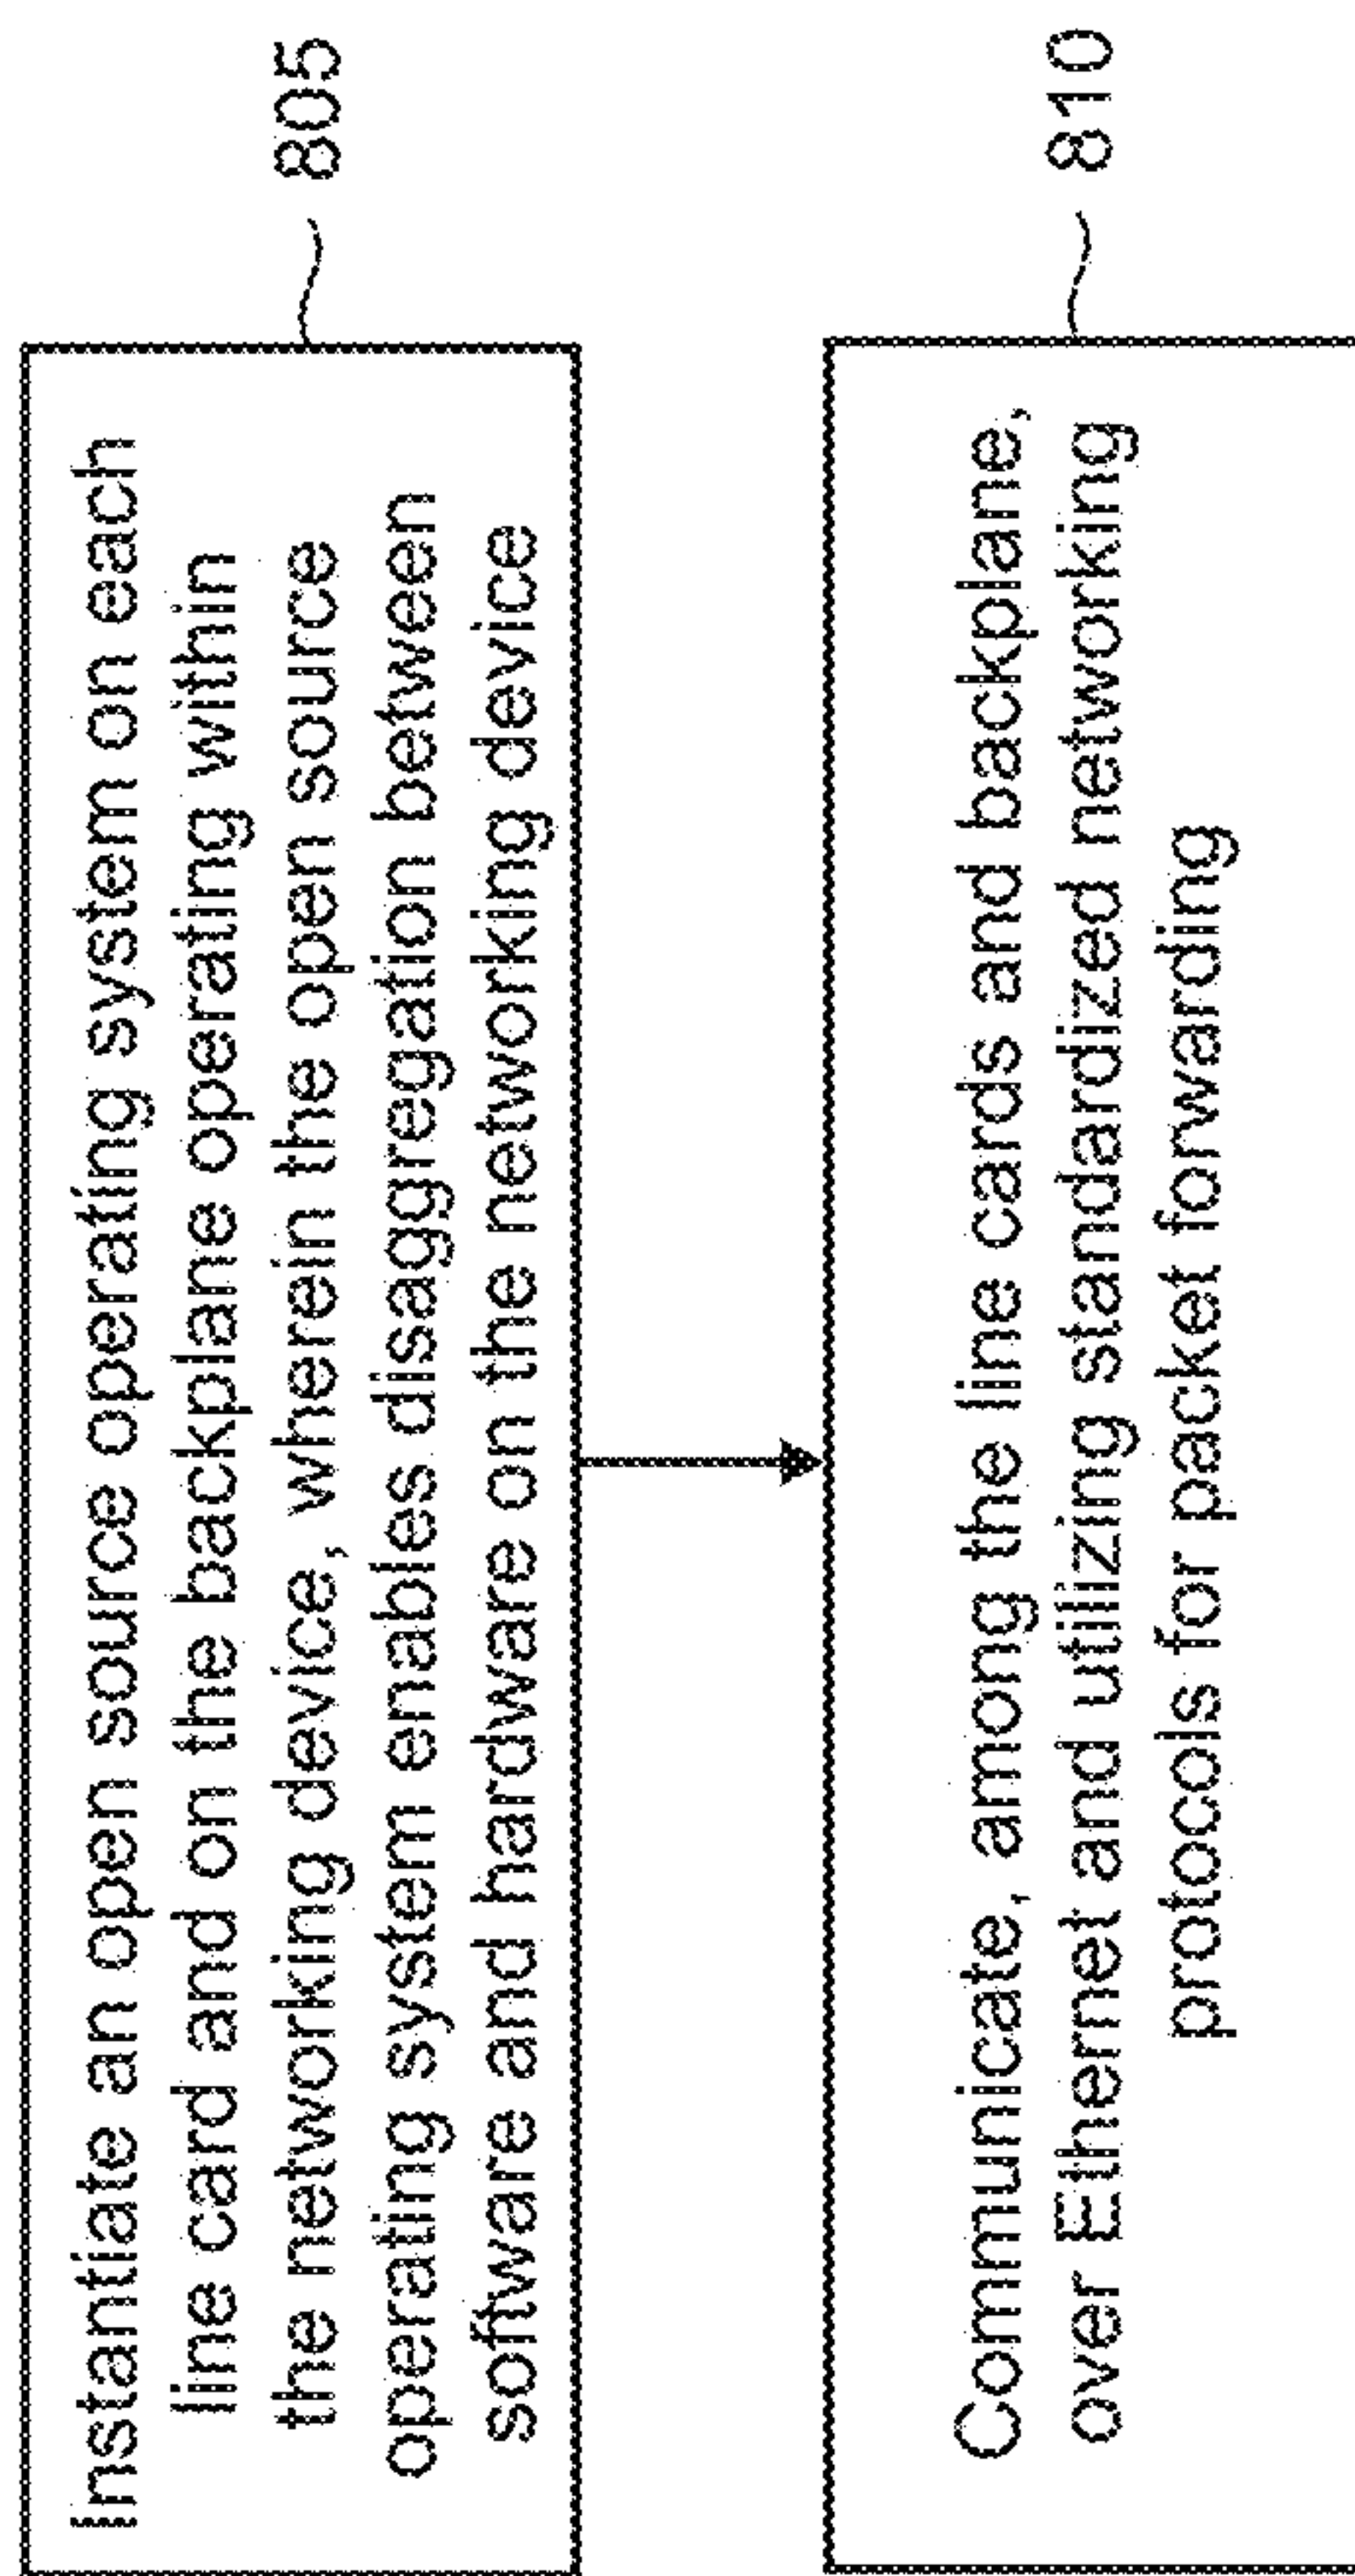 Instantiate an open source operating system on each
line card and on the backplane operating within
the networking device, wherein the open source
operating system enables disaggregation between
software and hardware on the networking device
805
Communicate, among the line cards and backplane,
over Ethernet and utilizing standardized networking
protocols for packet forwarding
810